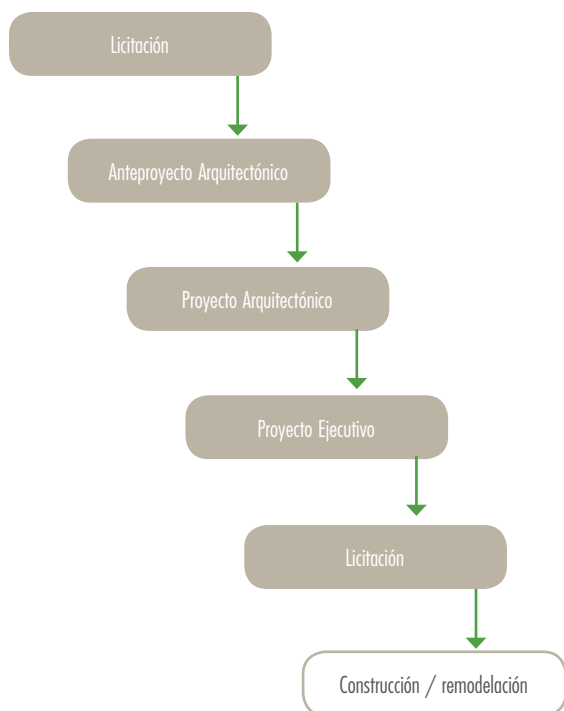 Licitación
Anteproyecto Arquitectónico
Proyecto Arquitectónico
Proyecto Ejecutivo
Licitación
Construcción / remodelación